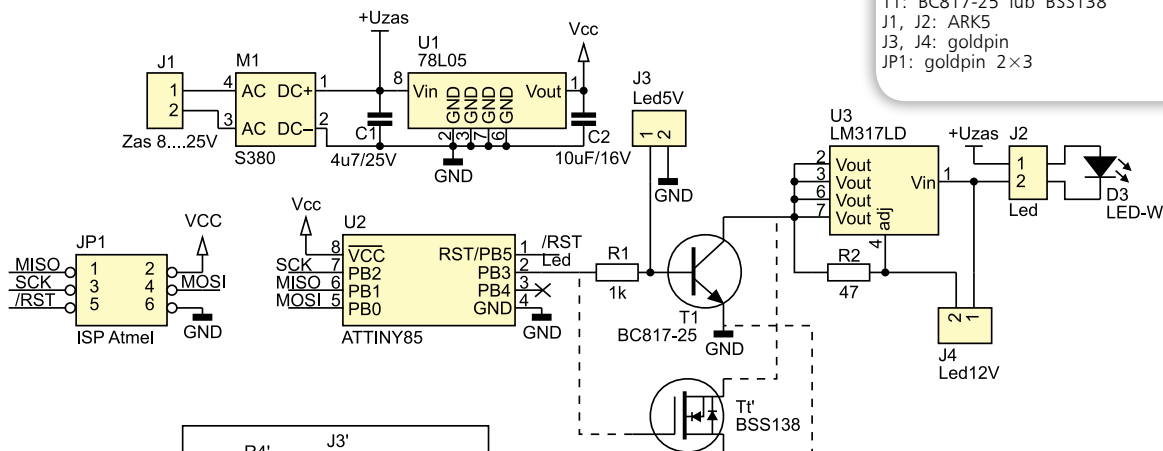 T1: BC817-25 lub BSS138
J1, J2: ARK5
J3, J4: goldpin
JP1: goldpin 2×3
+Uzas
U1
78L05
Vcc
J1
M1
1
2
4
3
AC DC+
AC DC−
1
2
8
Vin
GND
GND
GND
GND
Vout
1
2
3
7
6
Zas 8....25V
S380
C1
4u7/25V
GND
C2
10uF/16V
J3
Led5V
1
2
GND
U3
LM317LD
2
3
6
7
Vout
Vout
Vout
Vout
Vin
1
adj
4
+Uzas
J2
1
2
Led
D3
LED-W
R2
47
2
1
J4
Led12V
JP1
VCC
MISO
SCK
/RST
1
3
5
2
4
6
MOSI
GND
ISP Atmel
Vcc
U2
SCK
MISO
MOSI
8
7
6
5
VCC
PB2
PB1
PB0
RST/PB5
PB3
PB4
GND
1
2
3
4
/RST
Led
GND
ATTINY85
R1
1k
T1
BC817-25
GND
Tt'
BSS138
J3'
R4'